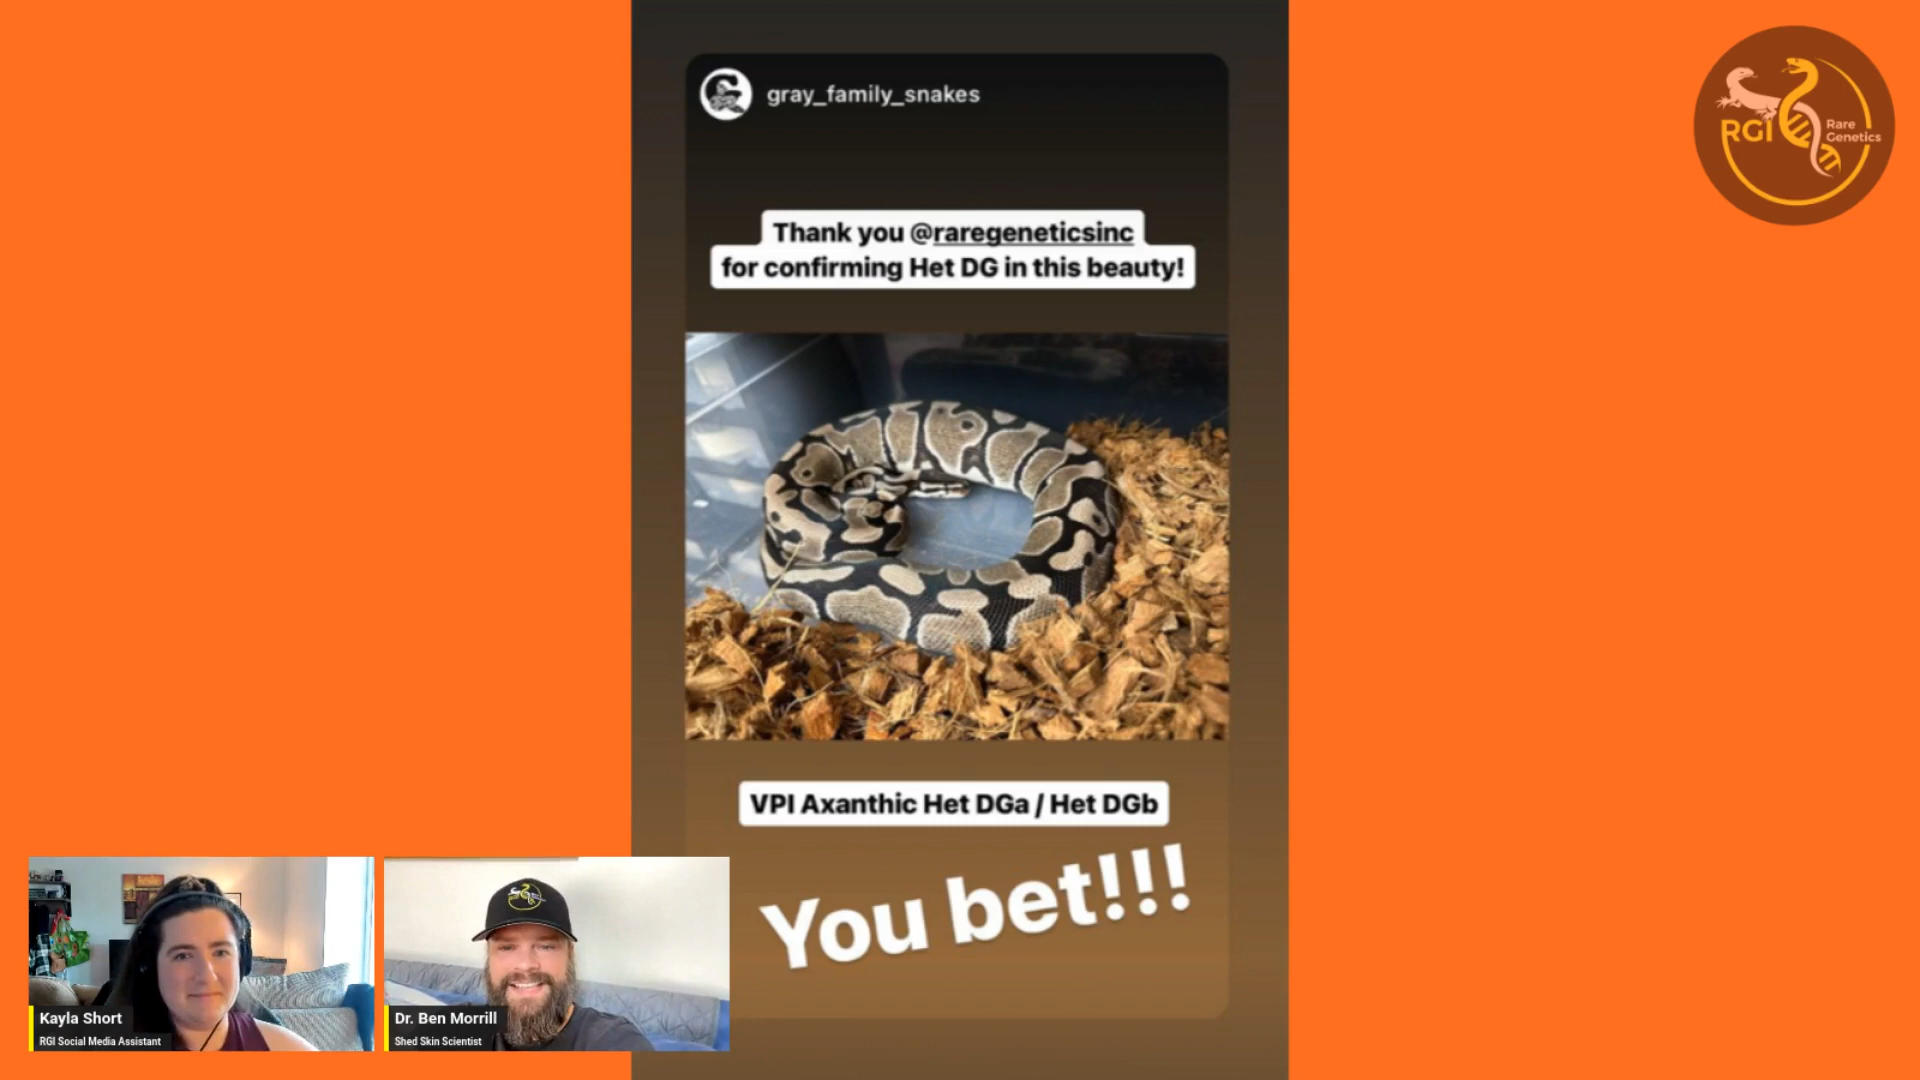 gray_family_snakes
RGI
Rare
Genetics
Thank you @raregeneticsinc
for confirming Het DG in this beauty!
VPI Axanthic Het DGa / Het DGb
You bet!!!
Kayla Short
RGI Social Media Assistant
Dr. Ben Morrill
Shed Skin Scientist